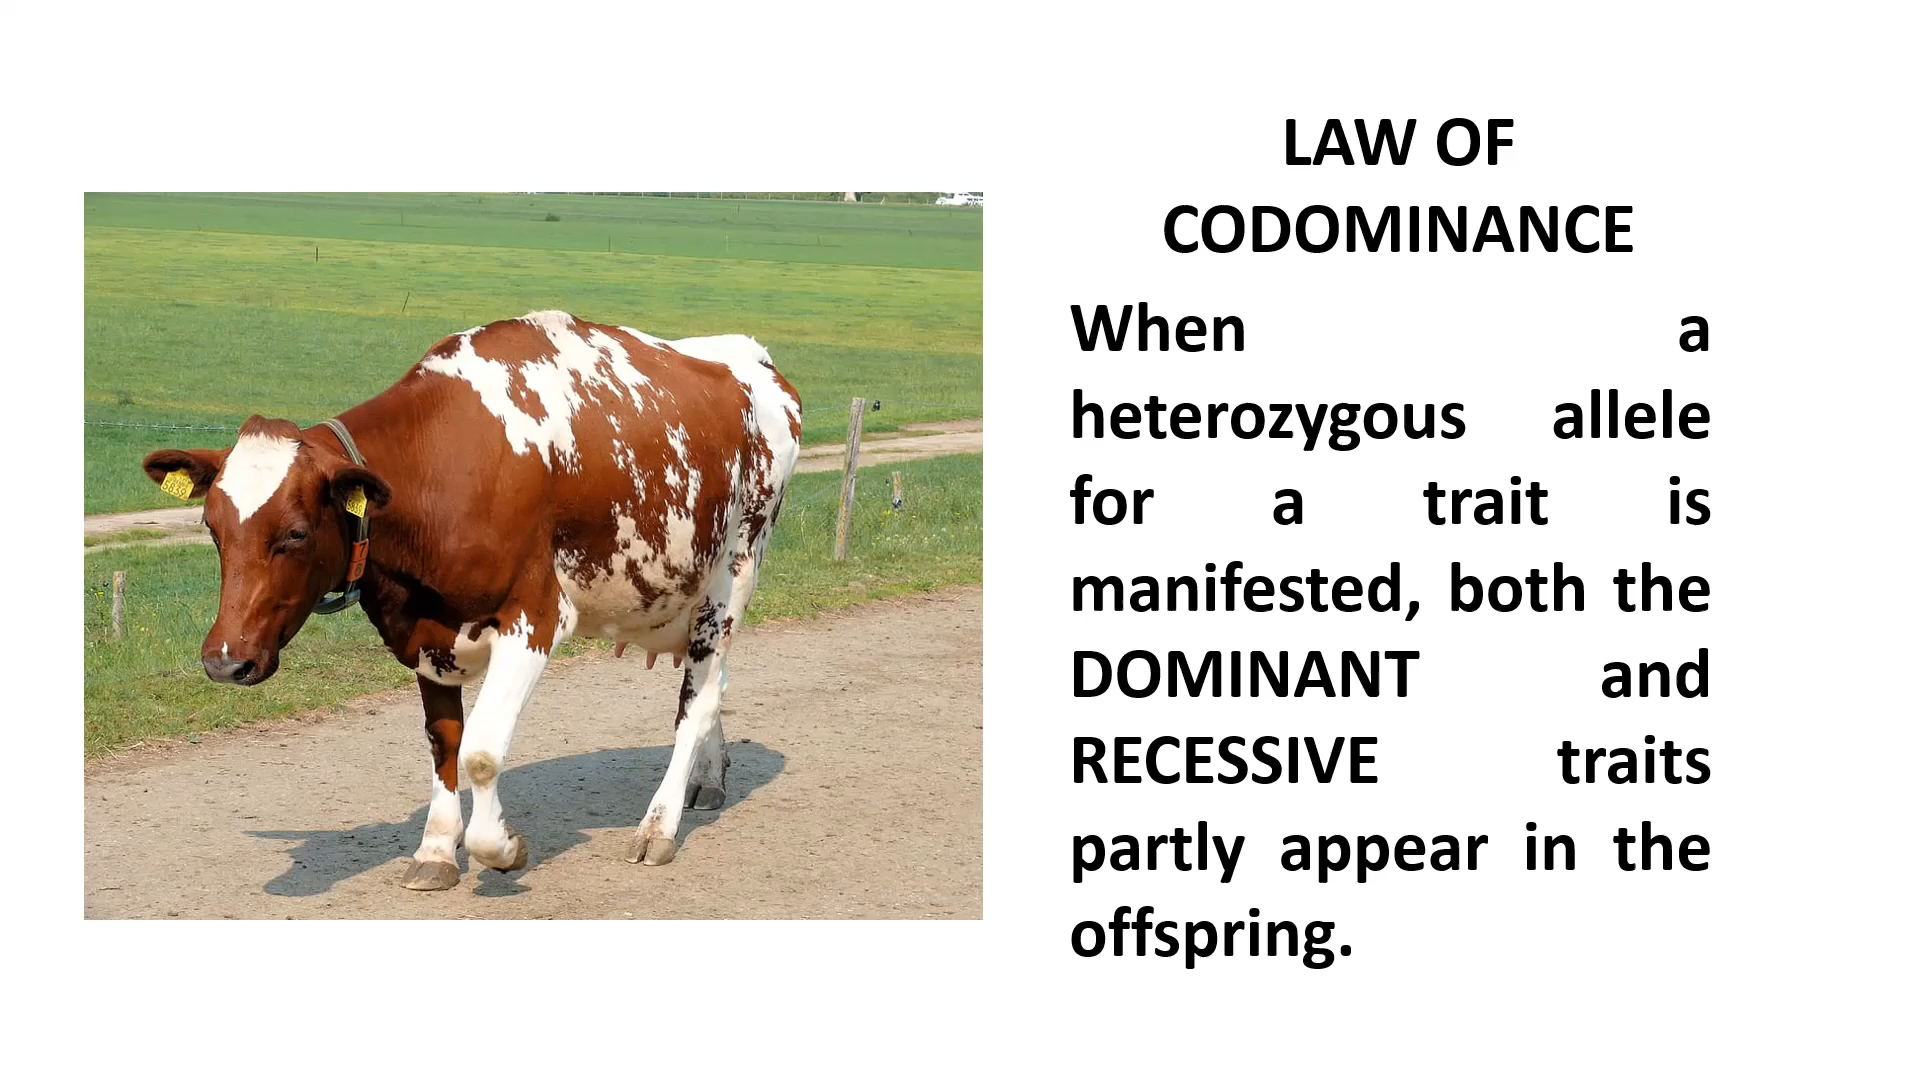 LAW OF
CODOMINANCE
When a
heterozygous allele
for a trait is
manifested, both the
DOMINANT and
RECESSIVE traits
partly appear in the
offspring.